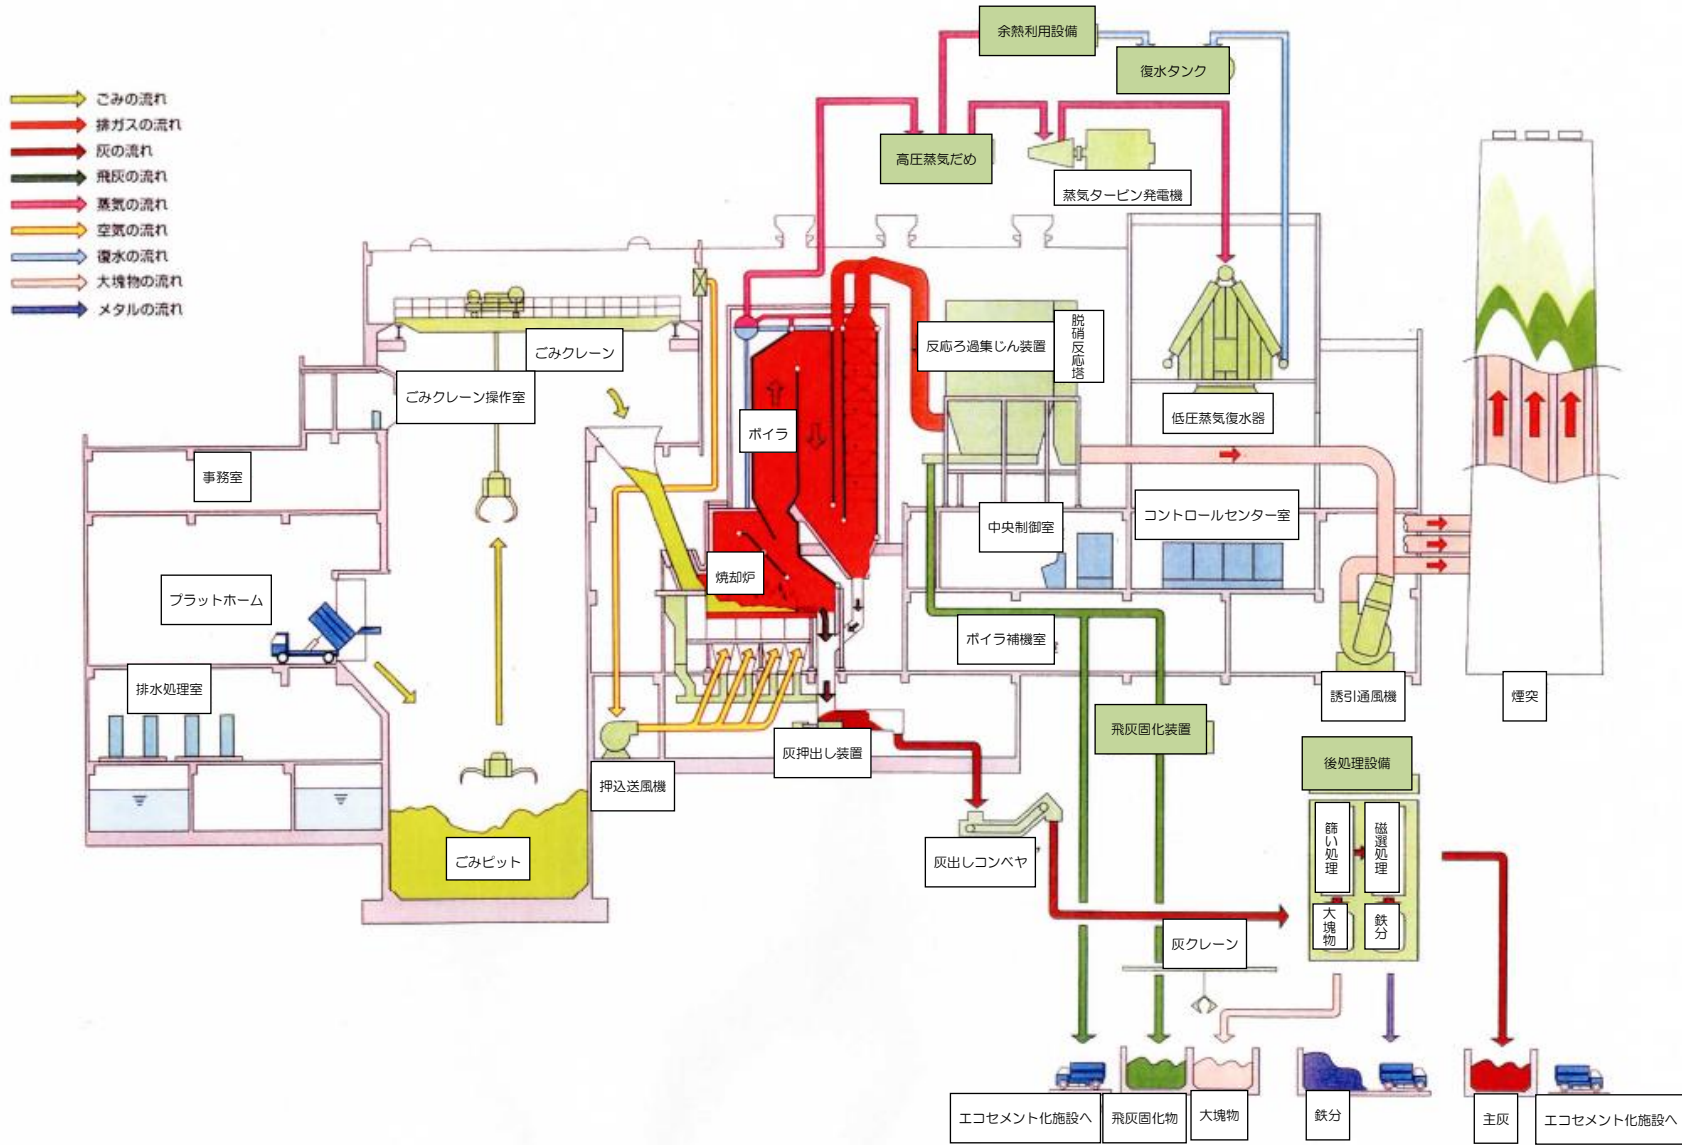 余熱利用設備
復水タンク
ごみの流れ
排ガスの流れ
灰の流れ
飛灰の流れ
蒸気の流れ
空気の流れ
復水の流れ
大塊物の流れ
メタルの流れ
高圧蒸気だめ
蒸気タービン発電機
ごみクレーン
反応ろ過集じん装置
脱硝反応塔
ごみクレーン操作室
低圧蒸気復水器
ボイラ
事務室
中央制御室
コントロールセンター室
焼却炉
プラットホーム
ボイラ補機室
排水処理室
誘引通風機
煙突
飛灰固化装置
灰押出し装置
後処理設備
押込送風機
篩い処理
磁選処理
ごみピット
灰出しコンベヤ
大塊物
鉄分
灰クレーン
エコセメント化施設へ
飛灰固化物
大塊物
鉄分
主灰
エコセメント化施設へ